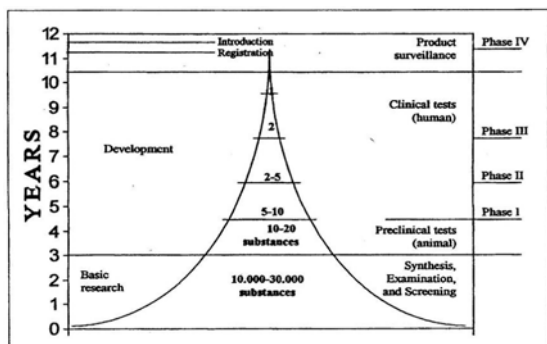 YEARS
12
11
10
9
8
7
6
5
4
3
2
1
0
Introduction
Registration
Product
surveillance
Phase IV
1
Clinical tests
(human)
2
Phase III
Development
2-5
Phase II
5-10
Phase I
10-20
substances
Preclinical tests
(animal)
Basic
research
10.000-30.000
substances
Synthesis,
Examination,
and Screening